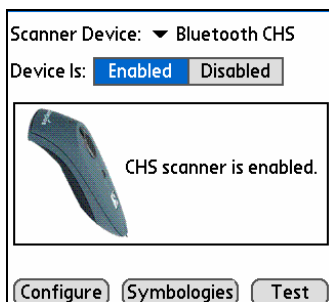 Scanner Device: Bluetooth CHS
Device Is: Enabled Disabled
CHS scanner is enabled.
Configure Symbologies Test